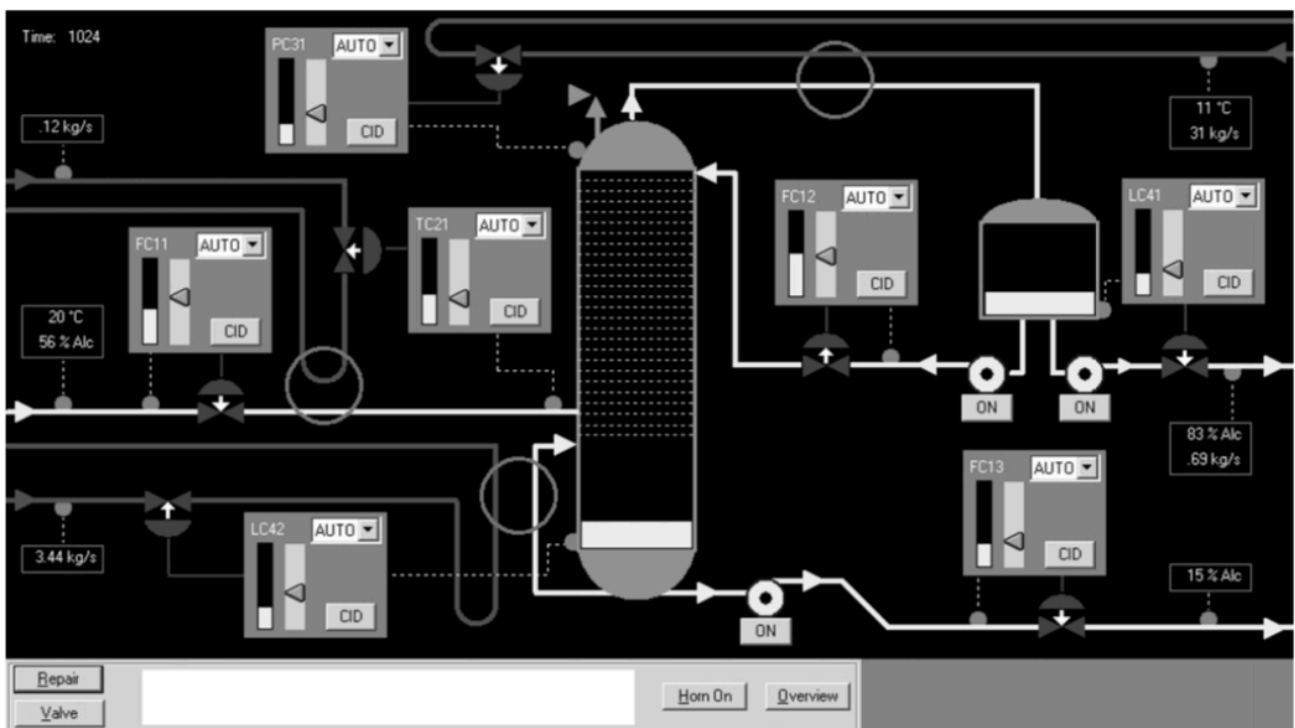 Time: 1024
PC31 AUTO
CID
.12 kg/s
11 °C
31 kg/s
TC21 AUTO
CID
FC11 AUTO
CID
FC12 AUTO
CID
LC41 AUTO
CID
20 °C
56 % Alc
ON
ON
83 % Alc
.69 kg/s
FC13 AUTO
CID
LC42 AUTO
CID
3.44 kg/s
15 % Alc
ON
Repair
Valve
Horn On
Overview